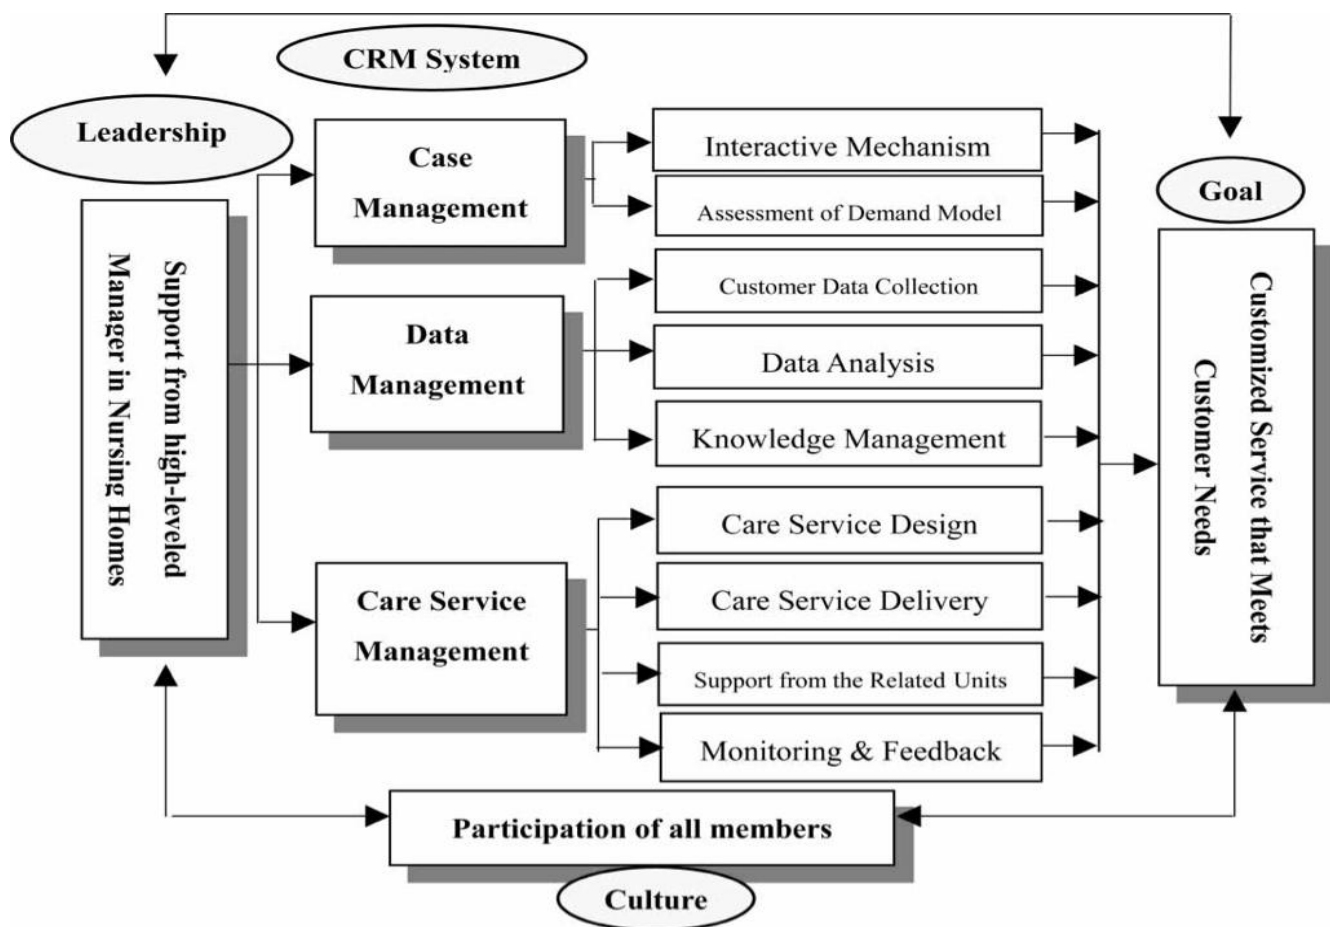 CRM System
Leadership
Support from high-leveled
Manager in Nursing Homes
Case
Management
Data
Management
Care Service
Management
Interactive Mechanism
Assessment of Demand Model
Customer Data Collection
Data Analysis
Knowledge Management
Care Service Design
Care Service Delivery
Support from the Related Units
Monitoring & Feedback
Goal
Customized Service that Meets
Customer Needs
Participation of all members
Culture